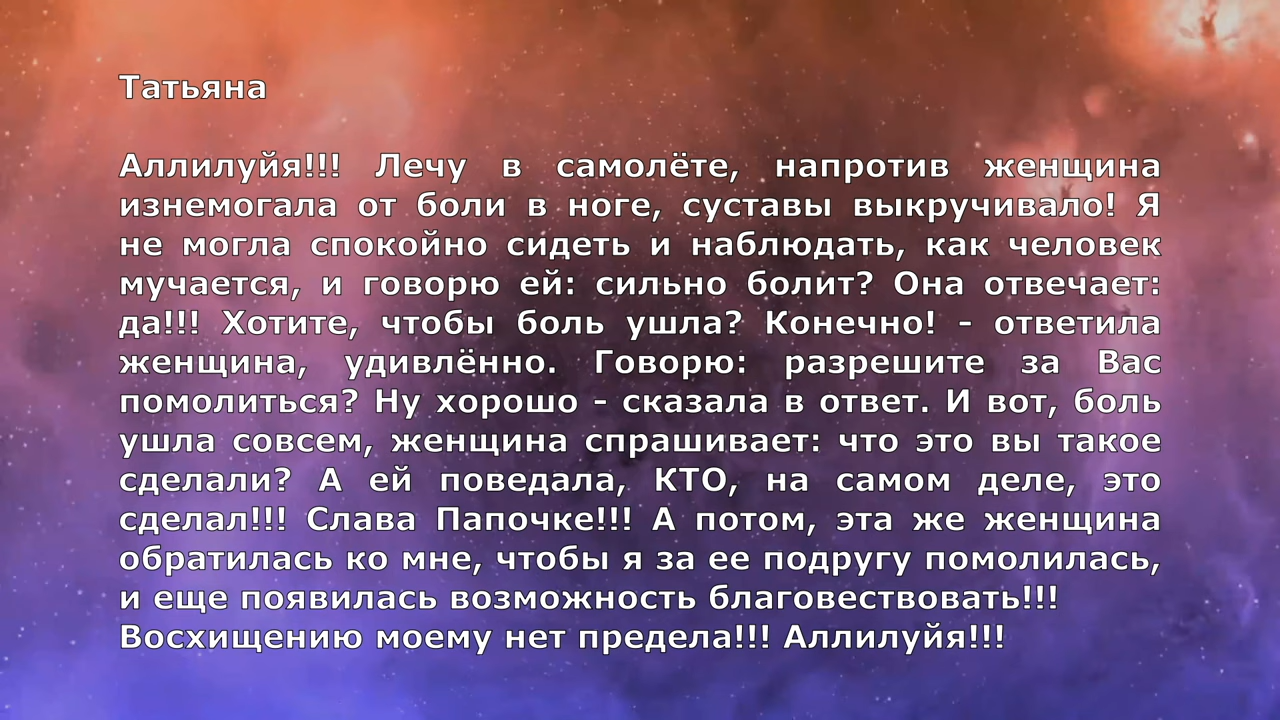 Татьяна
Аллилуйя!!! Лечу в самолёте, напротив женщина
изнемогала от боли в ноге, суставы выкручивало! Я
не могла спокойно сидеть и наблюдать, как человек
мучается, и говорю ей: сильно болит? Она отвечает:
да!!! Хотите, чтобы боль ушла? Конечно! - ответила
женщина, удивлённо. Говорю: разрешите за Вас
помолиться? Ну хорошо - сказала в ответ. И вот, боль
ушла совсем, женщина спрашивает: что это вы такое
сделали? А ей поведала, КТО, на самом деле, это
сделал!!! Слава Папочке!!! А потом, эта же женщина
обратилась ко мне, чтобы я за ее подругу помолилась,
и еще появилась возможность благовествовать!!!
Восхищению моему нет предела!!! Аллилуйя!!!